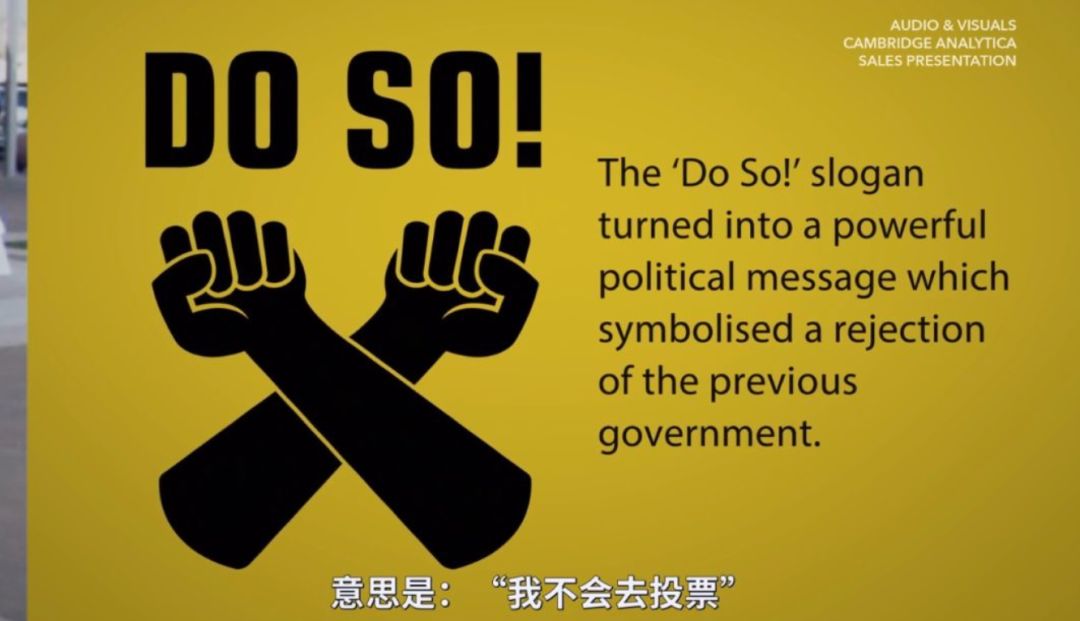 AUDIO & VISUALS
CAMBRIDGE ANALYTICA
SALES PRESENTATION
DO SO!
The ‘Do So!’ slogan
turned into a powerful
political message which
symbolised a rejection
of the previous
government.
意思是：“我不会去投票”